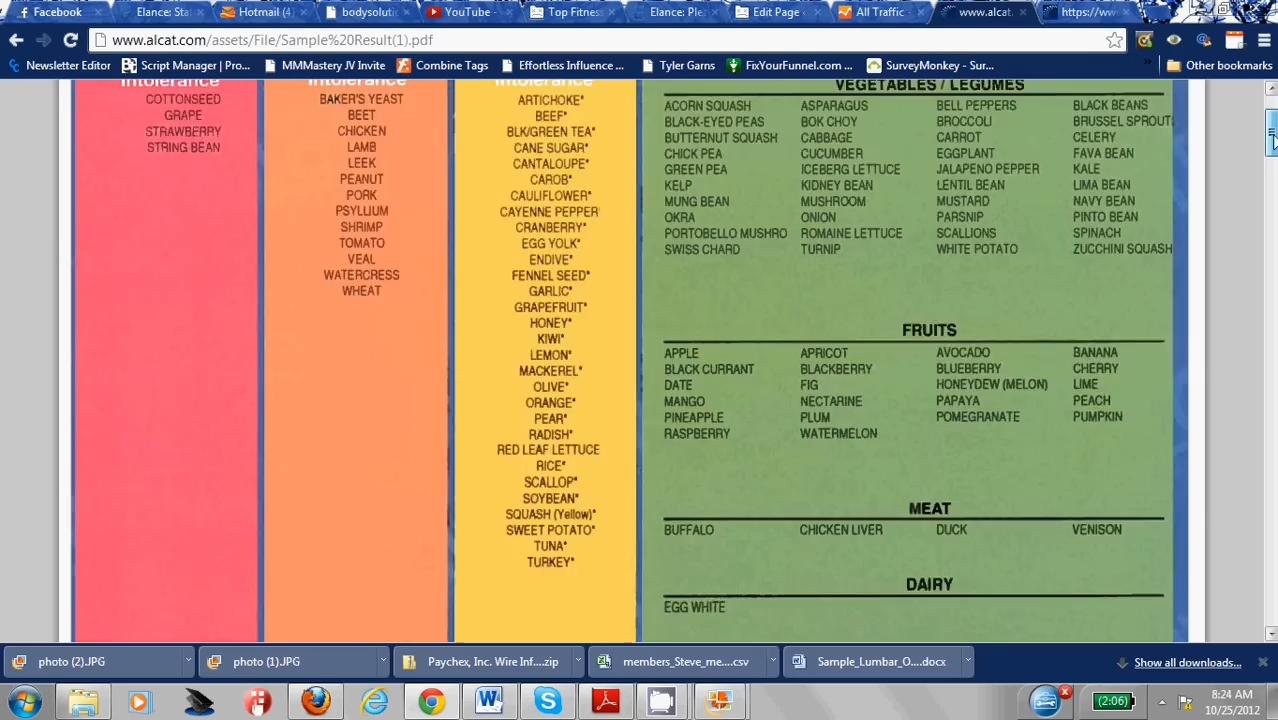 Facebook
Elance: Sta
Hotmail (4)
bodysolutic
YouTube -
Top Fitness
Elance: Ple
Edit Page ‹
All Traffic -
www.alcat.
https://ww
www.alcat.com/assets/File/Sample%20Result(1).pdf
Newsletter Editor
Script Manager | Pro...
MMMastery JV Invite
Combine Tags
Effortless Influence ...
Tyler Garns
FixYourFunnel.com ...
SurveyMonkey - Sur...
»
Other bookmarks
Intolerance
COTTONSEED
GRAPE
STRAWBERRY
STRING BEAN
Intolerance
BAKER'S YEAST
BEET
CHICKEN
LAMB
LEEK
PEANUT
PORK
PSYLLIUM
SHRIMP
TOMATO
VEAL
WATERCRESS
WHEAT
Intolerance
ARTICHOKE*
BEEF*
BLK/GREEN TEA*
CANE SUGAR*
CANTALOUPE*
CAROB*
CAULIFLOWER*
CAYENNE PEPPER*
CRANBERRY*
EGG YOLK*
ENDIVE*
FENNEL SEED*
GARLIC*
GRAPEFRUIT*
HONEY*
KIWI*
LEMON*
MACKEREL*
OLIVE*
ORANGE*
PEAR*
RADISH*
RED LEAF LETTUCE
RICE*
SCALLOP*
SOYBEAN*
SQUASH (Yellow)*
SWEET POTATO*
TUNA*
TURKEY*
VEGETABLES / LEGUMES
ACORN SQUASH ASPARAGUS BELL PEPPERS BLACK BEANS
BLACK-EYED PEAS BOK CHOY BROCCOLI BRUSSEL SPROUT
BUTTERNUT SQUASH CABBAGE CARROT CELERY
CHICK PEA CUCUMBER EGGPLANT FAVA BEAN
GREEN PEA ICEBERG LETTUCE JALAPENO PEPPER KALE
KELP KIDNEY BEAN LENTIL BEAN LIMA BEAN
MUNG BEAN MUSHROOM MUSTARD NAVY BEAN
OKRA ONION PARSNIP PINTO BEAN
PORTOBELLO MUSHRO ROMAINE LETTUCE SCALLIONS SPINACH
SWISS CHARD TURNIP WHITE POTATO ZUCCHINI SQUASH
FRUITS
APPLE APRICOT AVOCADO BANANA
BLACK CURRANT BLACKBERRY BLUEBERRY CHERRY
DATE FIG HONEYDEW (MELON) LIME
MANGO NECTARINE PAPAYA PEACH
PINEAPPLE PLUM POMEGRANATE PUMPKIN
RASPBERRY WATERMELON
MEAT
BUFFALO CHICKEN LIVER DUCK VENISON
DAIRY
EGG WHITE
photo (2).JPG
photo (1).JPG
Paychex, Inc. Wire Inf....zip
members_Steve_me....csv
Sample_Lumbar_O....docx
Show all downloads...
(2:06)
8:24 AM
10/25/2012